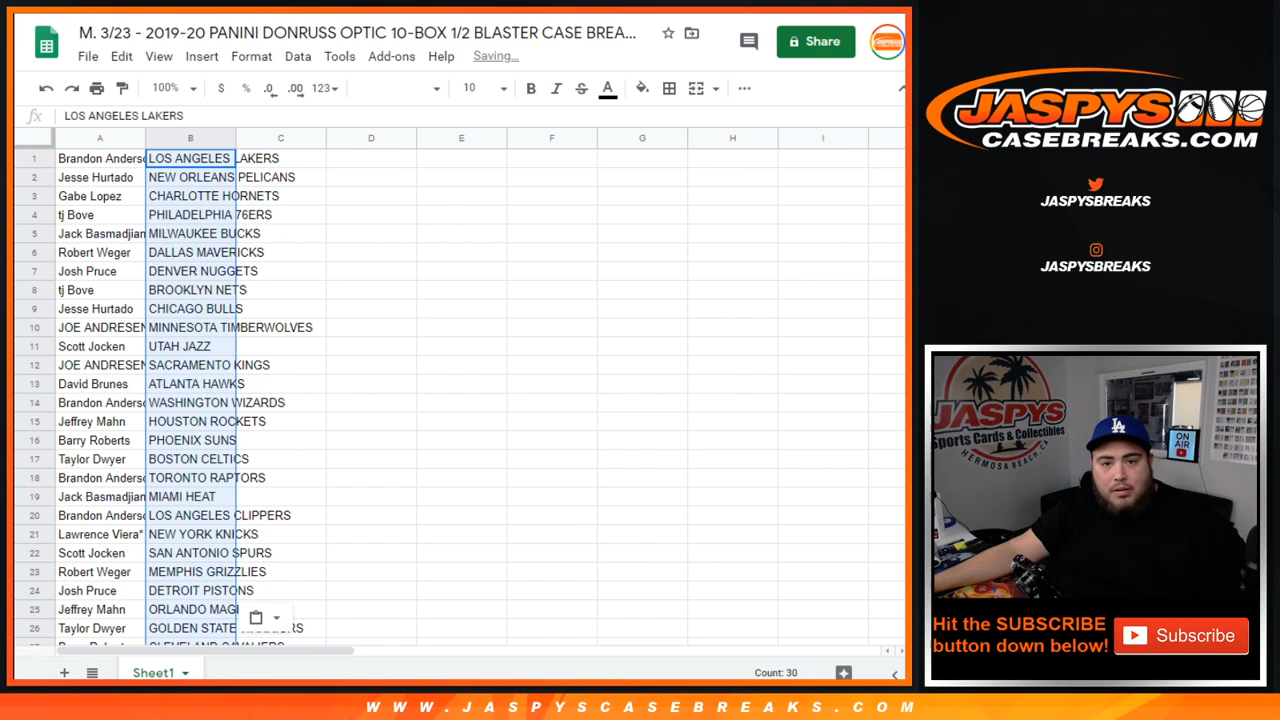 M. 3/23 - 2019-20 PANINI DONRUSS OPTIC 10-BOX 1/2 BLASTER CASE BREA...
Share
File Edit View Insert Format Data Tools Add-ons Help Saving...
100% $ % .0 .00 123 10 B I S A
fx LOS ANGELES LAKERS
A B C D E F G H I
1 Brandon Anderso LOS ANGELES LAKERS
2 Jesse Hurtado NEW ORLEANS PELICANS
3 Gabe Lopez CHARLOTTE HORNETS
4 tj Bove PHILADELPHIA 76ERS
5 Jack Basmadjian MILWAUKEE BUCKS
6 Robert Weger DALLAS MAVERICKS
7 Josh Pruce DENVER NUGGETS
8 tj Bove BROOKLYN NETS
9 Jesse Hurtado CHICAGO BULLS
10 JOE ANDRESEN MINNESOTA TIMBERWOLVES
11 Scott Jocken UTAH JAZZ
12 JOE ANDRESEN SACRAMENTO KINGS
13 David Brunes ATLANTA HAWKS
14 Brandon Anderso WASHINGTON WIZARDS
15 Jeffrey Mahn HOUSTON ROCKETS
16 Barry Roberts PHOENIX SUNS
17 Taylor Dwyer BOSTON CELTICS
18 Brandon Anderso TORONTO RAPTORS
19 Jack Basmadjian MIAMI HEAT
20 Brandon Anderso LOS ANGELES CLIPPERS
21 Lawrence Viera* NEW YORK KNICKS
22 Scott Jocken SAN ANTONIO SPURS
23 Robert Weger MEMPHIS GRIZZLIES
24 Josh Pruce DETROIT PISTONS
25 Jeffrey Mahn ORLANDO MAGI
26 Taylor Dwyer GOLDEN STATE
Sheet1
Count: 30
JASPYS
CASEBREAKS.COM
JASPYSBREAKS
JASPYSBREAKS
JASPYS
Sports Cards & Collectibles
HERMOSA BEACH, CA
ON
AIR
LA
Hit the SUBSCRIBE
button down below!
Subscribe
WWW.JASPYSCASEBREAKS.COM